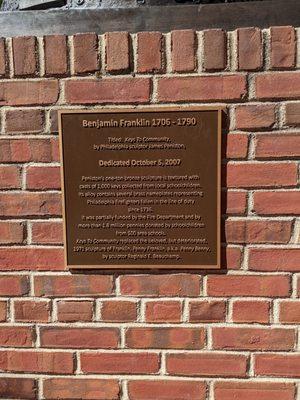 Benjamin Franklin 1706 - 1790
Titled: Keys To Community,
by Philadelphia sculptor James Peniston,
Dedicated October 5, 2007
Peniston's one-ton bronze sculpture is textured with
casts of 1,000 keys collected from local schoolchildren.
Its alloy contains several brass nameplates representing
Philadelphia firefighters fallen in the line of duty
since 1736.
It was partially funded by the Fire Department and by
more than 1.8 million pennies donated by schoolchildren
from 500 area schools.
Keys To Community replaced the beloved, but deteriorated,
1971 sculpture of Franklin, Penny Franklin, a.k.a. Penny Benny,
by sculptor Reginald E. Beauchamp.